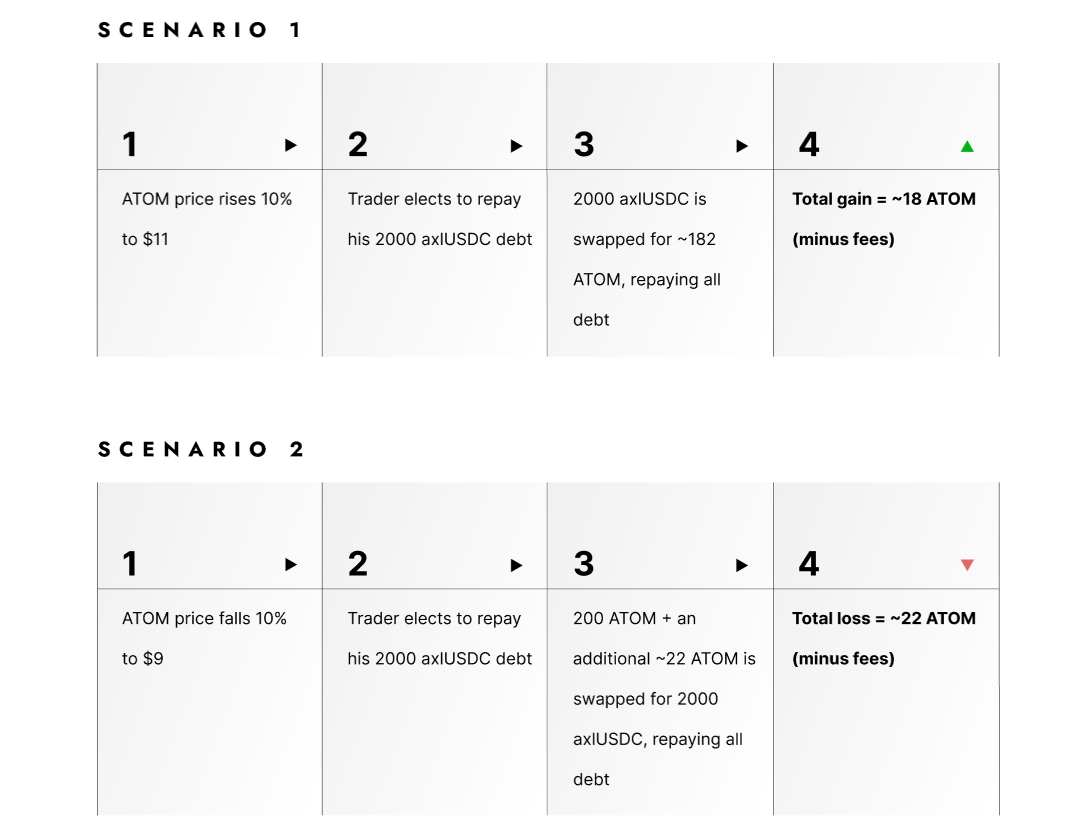 SCENARIO 1
1
2
3
4
ATOM price rises 10%
to $11
Trader elects to repay
his 2000 axlUSDC debt
2000 axlUSDC is
swapped for ~182
ATOM, repaying all
debt
Total gain = ~18 ATOM
(minus fees)
SCENARIO 2
1
2
3
4
ATOM price falls 10%
to $9
Trader elects to repay
his 2000 axlUSDC debt
200 ATOM + an
additional ~22 ATOM is
swapped for 2000
axlUSDC, repaying all
debt
Total loss = ~22 ATOM
(minus fees)